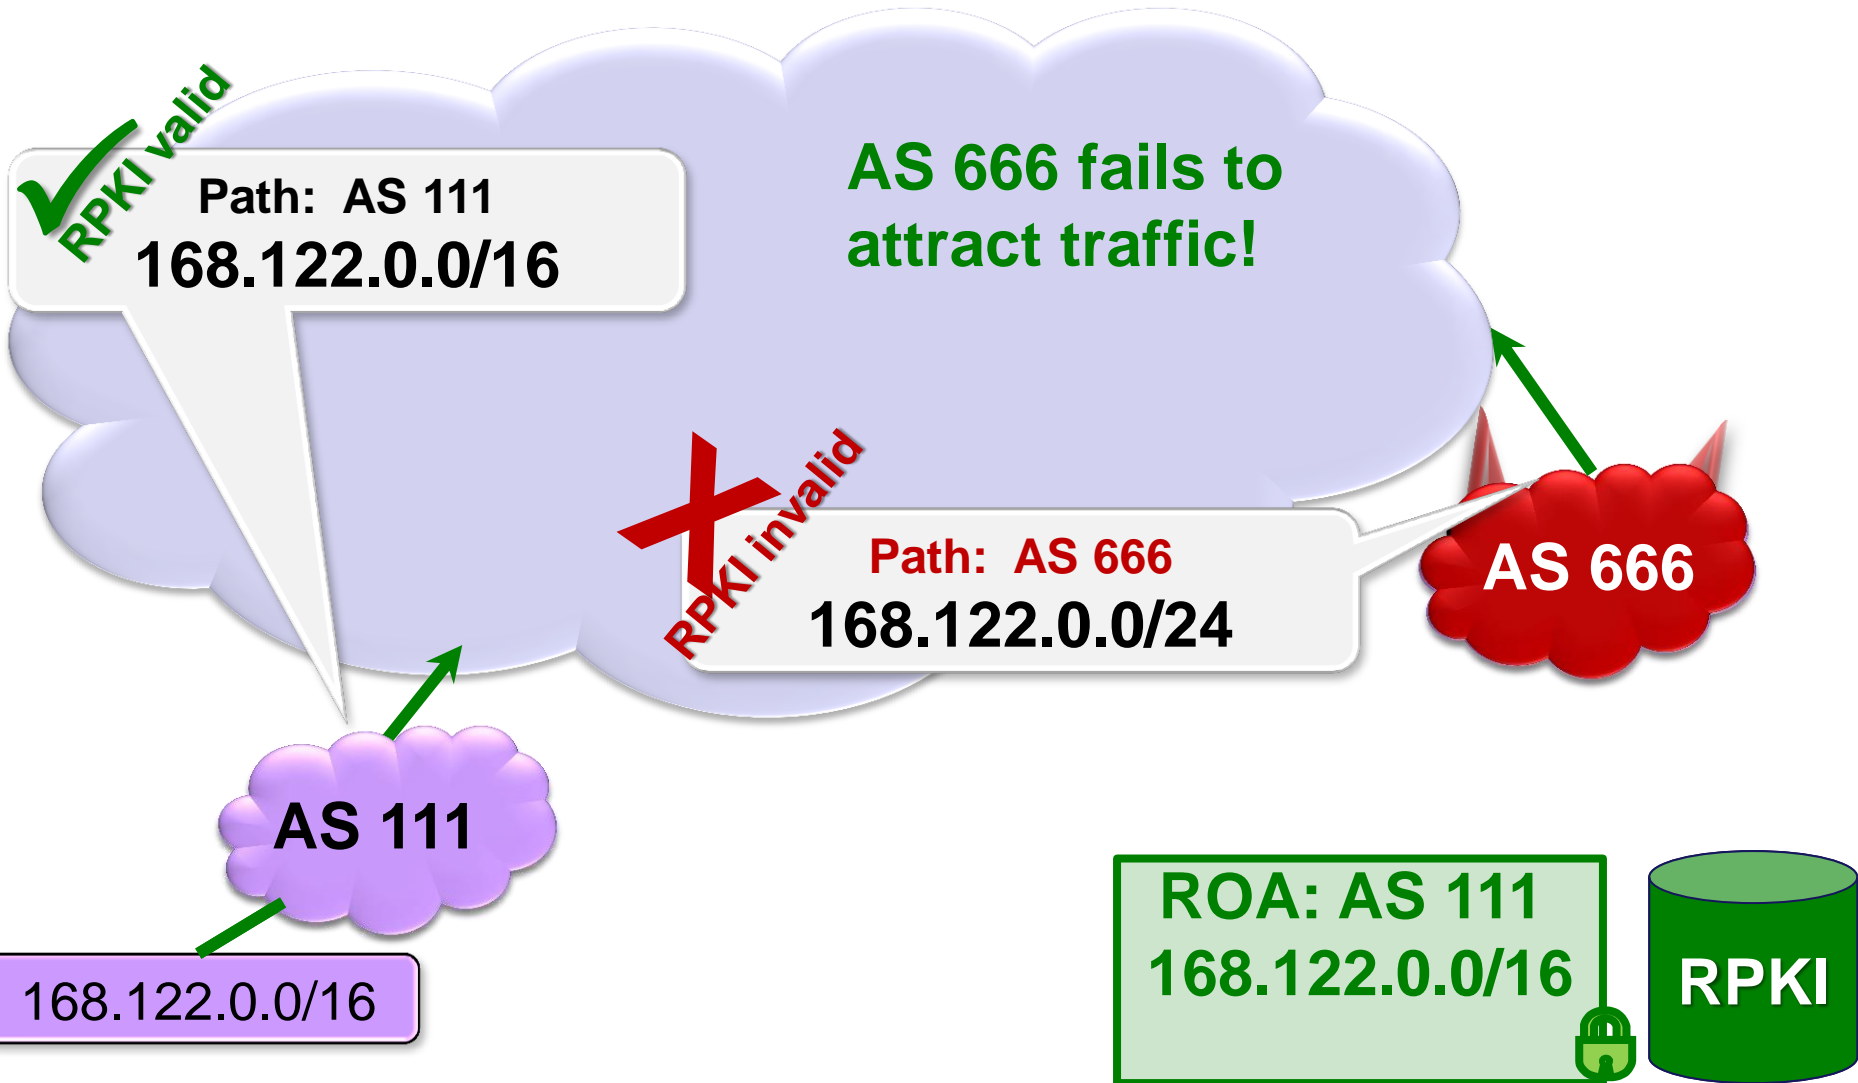 RPKI valid
Path: AS 111
168.122.0.0/16
AS 666 fails to
attract traffic!
RPKI invalid
Path: AS 666
168.122.0.0/24
AS 666
AS 111
168.122.0.0/16
ROA: AS 111
168.122.0.0/16
RPKI